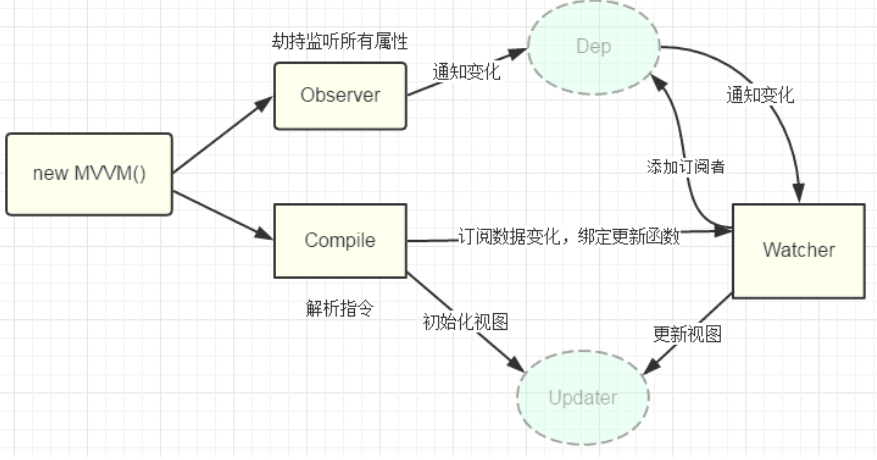 劫持监听所有属性
Dep
Observer
通知变化
通知变化
new MVVM()
添加订阅者
Compile
订阅数据变化，绑定更新函数
Watcher
解析指令
初始化视图
更新视图
Updater